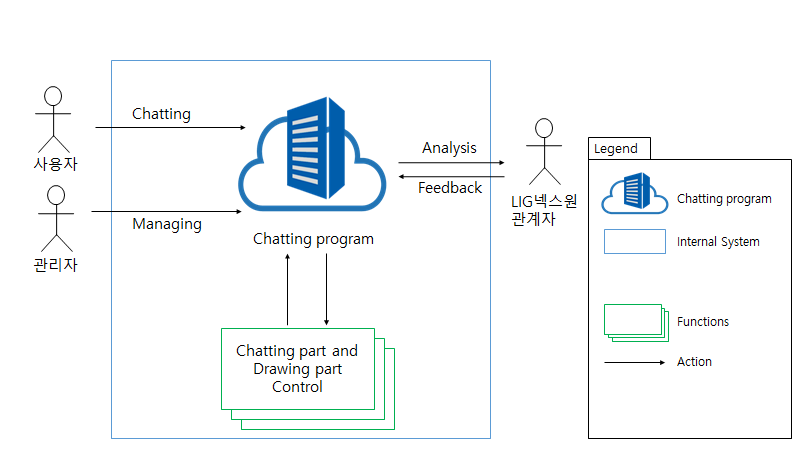 Chatting
사용자
Managing
관리자
Chatting program
Analysis
Feedback
LIG넥스원
관계자
Chatting part and
Drawing part
Control
Legend
Chatting program
Internal System
Functions
Action